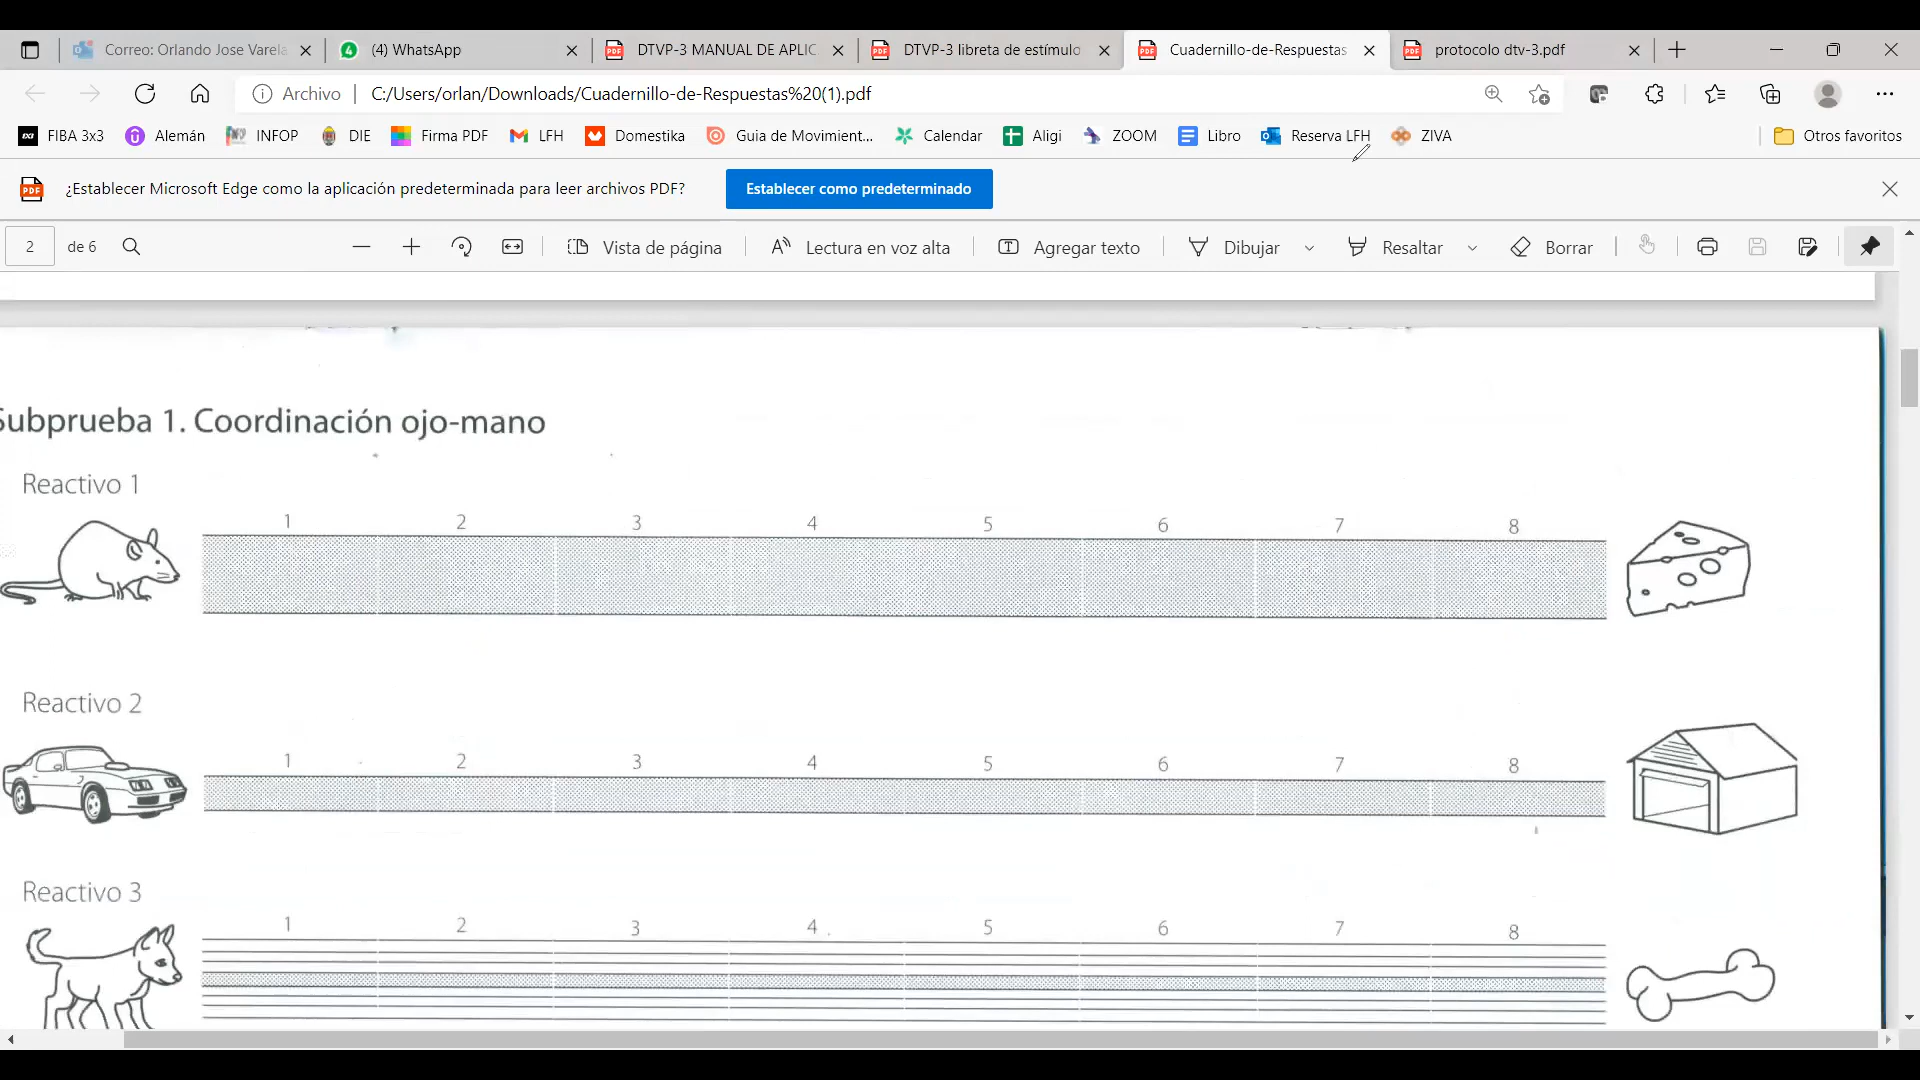 Correo: Orlando Jose Varela
(4) WhatsApp
DTVP-3 MANUAL DE APLIC
DTVP-3 libreta de estímulo
Cuadernillo-de-Respuestas
protocolo dtv-3.pdf
Archivo
C:/Users/orlan/Downloads/Cuadernillo-de-Respuestas%20(1).pdf
FIBA 3x3 Alemán INFOP DIE Firma PDF LFH Domestika Guia de Movimient... Calendar Aligi ZOOM Libro Reserva LFH ZIVA Otros favoritos
¿Establecer Microsoft Edge como la aplicación predeterminada para leer archivos PDF? Establecer como predeterminado
2 de 6 Vista de página Lectura en voz alta Agregar texto Dibujar Resaltar Borrar
Subprueba 1. Coordinación ojo-mano
Reactivo 1
1 2 3 4 5 6 7 8
Reactivo 2
1 2 3 4 5 6 7 8
Reactivo 3
1 2 3 4 5 6 7 8